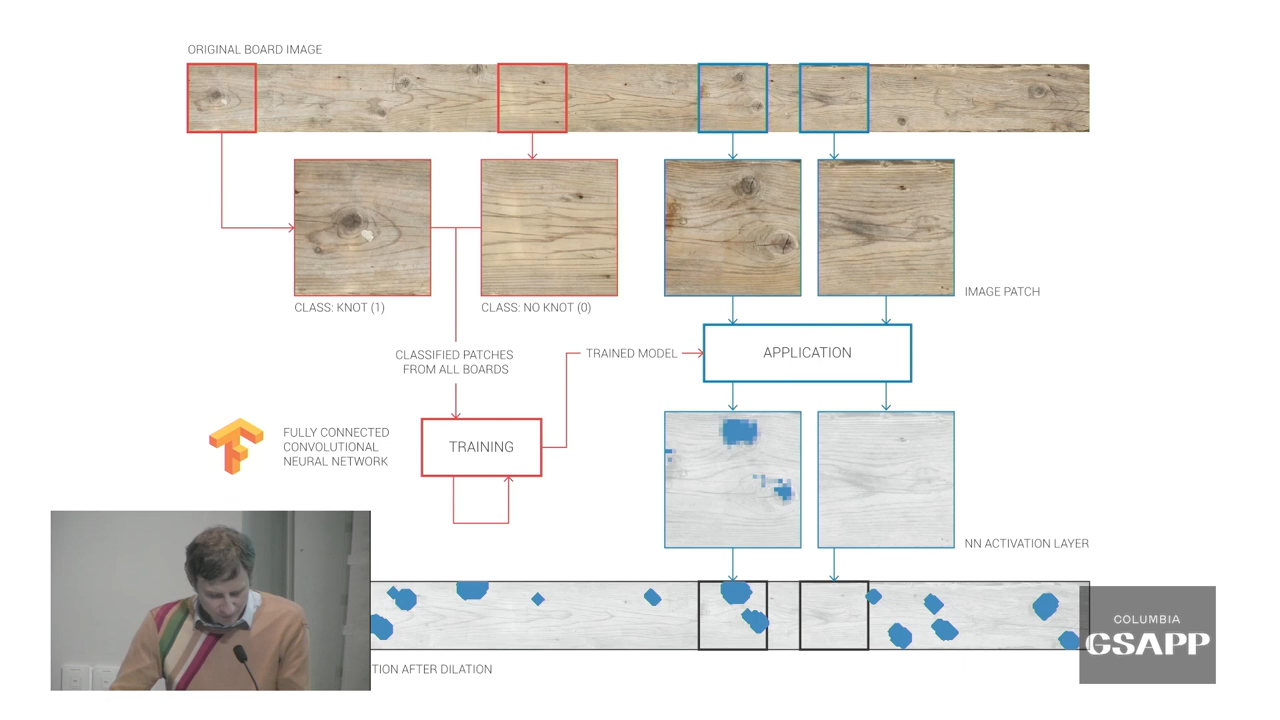 ORIGINAL BOARD IMAGE
CLASS: KNOT (1)
CLASS: NO KNOT (0)
IMAGE PATCH
CLASSIFIED PATCHES
FROM ALL BOARDS
TRAINED MODEL
APPLICATION
FULLY CONNECTED
CONVOLUTIONAL
NEURAL NETWORK
TRAINING
NN ACTIVATION LAYER
TION AFTER DILATION
COLUMBIA
GSAPP